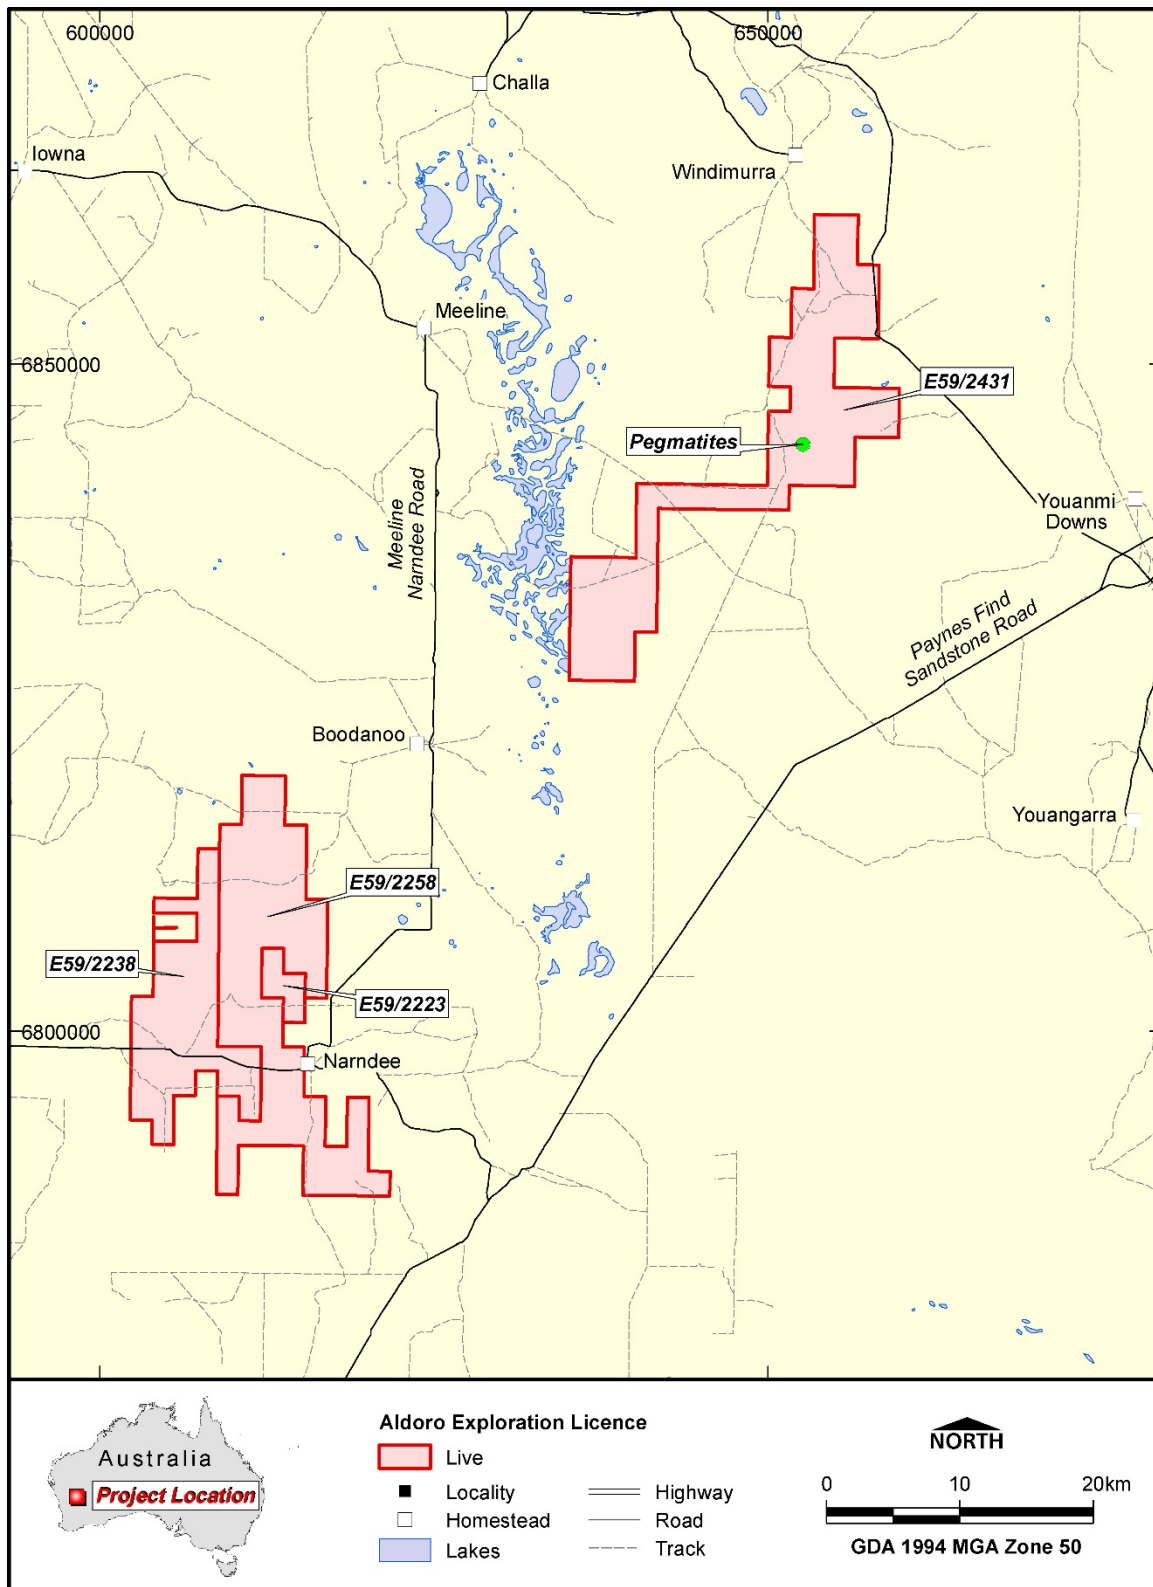 600000
650000
Challa
Iowna
Windimurra
Meeline
6850000
E59/2431
Pegmatites
Meeline
Narndee Road
Youanmi
Downs
Paynes Find
Sandstone Road
Boodanoo
Youangarra
E59/2258
E59/2238
E59/2223
6800000
Narndee
Australia
Project Location
Aldoro Exploration Licence
Live
Locality
Homestead
Lakes
Highway
Road
Track
NORTH
0 10 20km
GDA 1994 MGA Zone 50